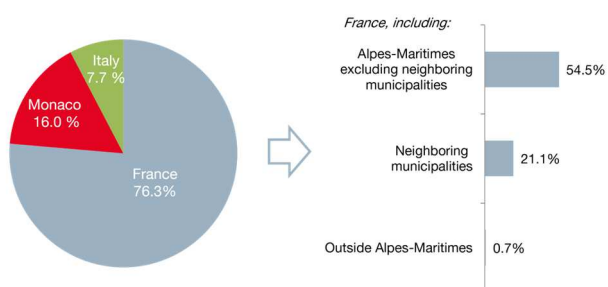 Italy
7.7 %
Monaco
16.0 %
France
76.3%
France, including:
Alpes-Maritimes
excluding neighboring
municipalities
54.5%
Neighboring
municipalities
21.1%
Outside Alpes-Maritimes
0.7%